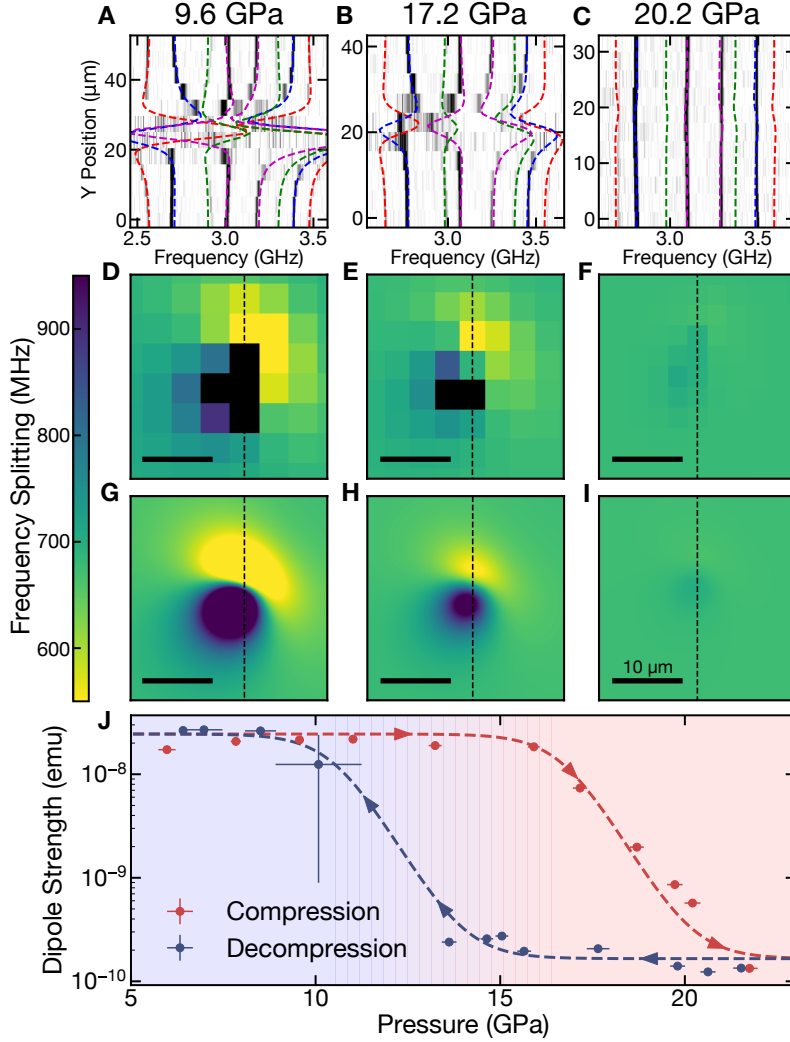 A 9.6 GPa
B 17.2 GPa
C 20.2 GPa
Y Position (μm)
40
20
0
40
20
0
30
20
10
0
2.5 3.0 3.5
3.0 3.5
3.0 3.5
Frequency (GHz)
Frequency (GHz)
Frequency (GHz)
D
E
F
Frequency Splitting (MHz)
900
800
700
600
G
H
I
10 μm
J
Dipole Strength (emu)
10⁻⁸
10⁻⁹
10⁻¹⁰
Compression
Decompression
5 10 15 20
Pressure (GPa)